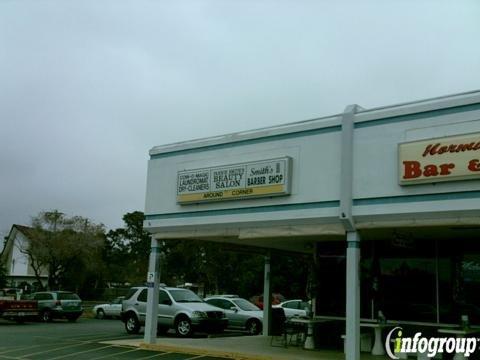 COIN-O-MAGIC
LAUNDROMAT
DRY-CLEANERS
BEAUTY
SALON
Smith's
BARBER SHOP
AROUND CORNER
BAR &
infogroup